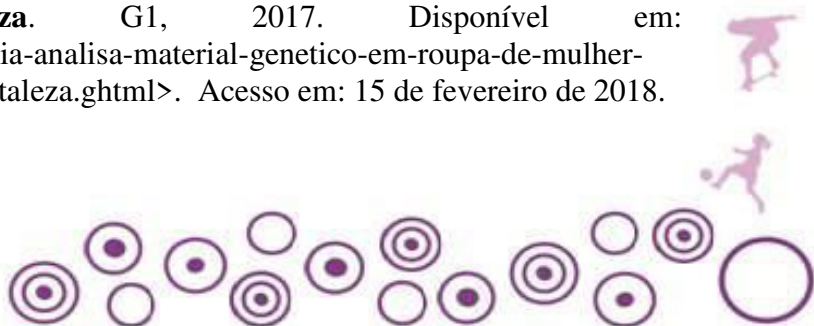 za. G1, 2017. Disponível em:
ia-analisa-material-genetico-em-roupa-de-mulher-
taleza.ghtml>. Acesso em: 15 de fevereiro de 2018.